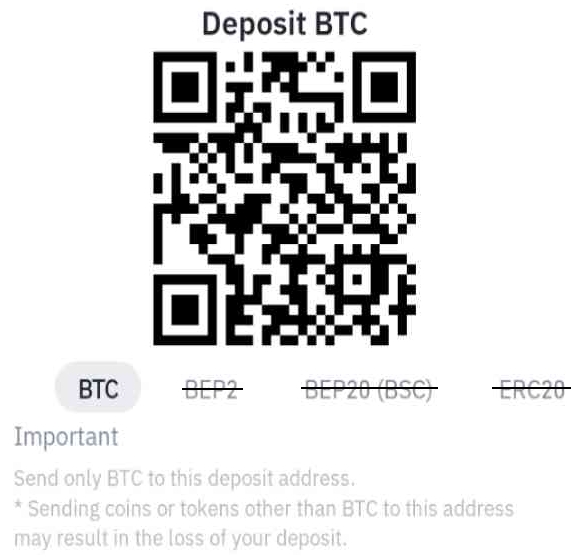 Deposit BTC
BTC BEP2 BEP20 (BSC) ERC20
Important
Send only BTC to this deposit address.
* Sending coins or tokens other than BTC to this address
may result in the loss of your deposit.